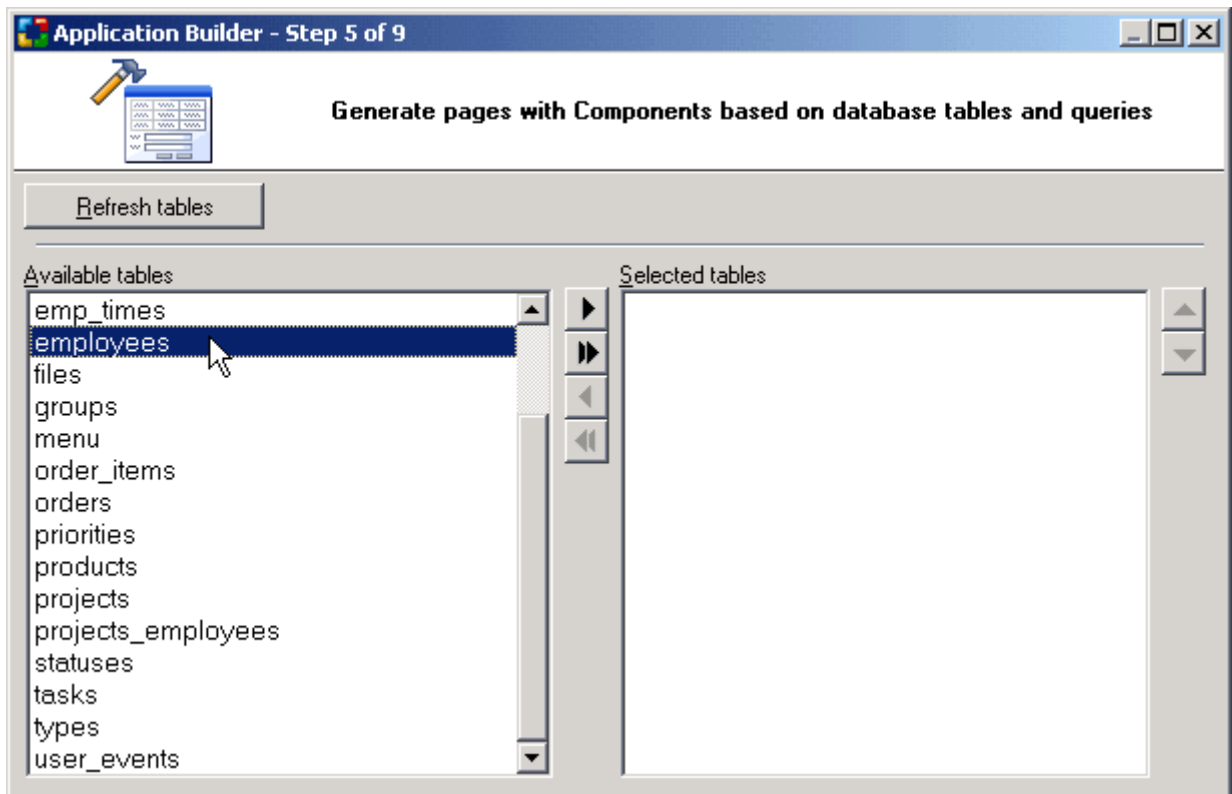 Application Builder - Step 5 of 9
Generate pages with Components based on database tables and queries
Refresh tables
Available tables
Selected tables
emp_times
employees
files
groups
menu
order_items
orders
priorities
products
projects
projects_employees
statuses
tasks
types
user_events